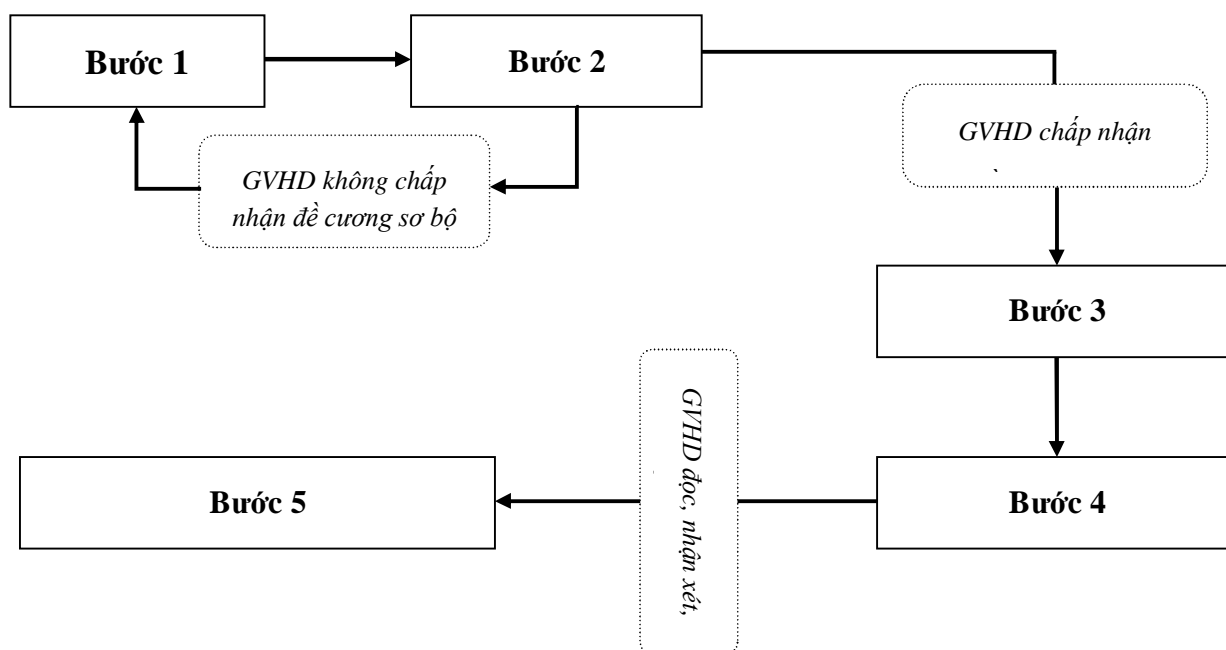 Bước 1
Bước 2
GVHD chấp nhận
GVHD không chấp
nhận đề cương sơ bộ
Bước 3
GVHD đọc, nhận xét,
Bước 5
Bước 4